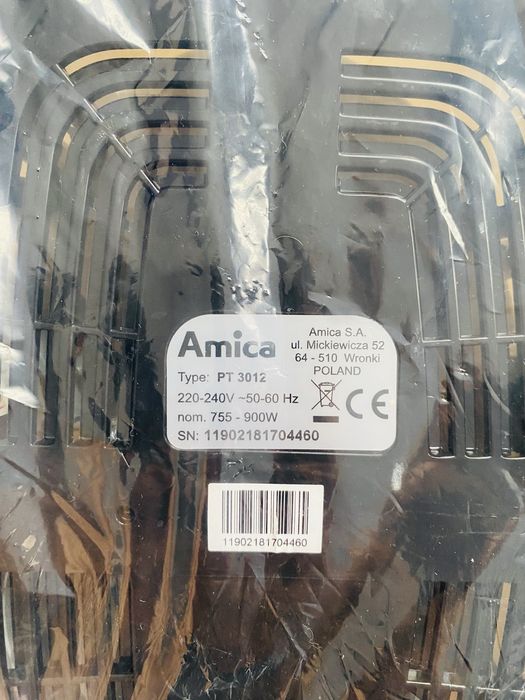 Amica
Amica S.A.
ul. Mickiewicza 52
64 - 510 Wronki
POLAND
Type: PT 3012
220-240V ~50-60 Hz
nom. 755 - 900W
SN: 11902181704460
CE
11902181704460